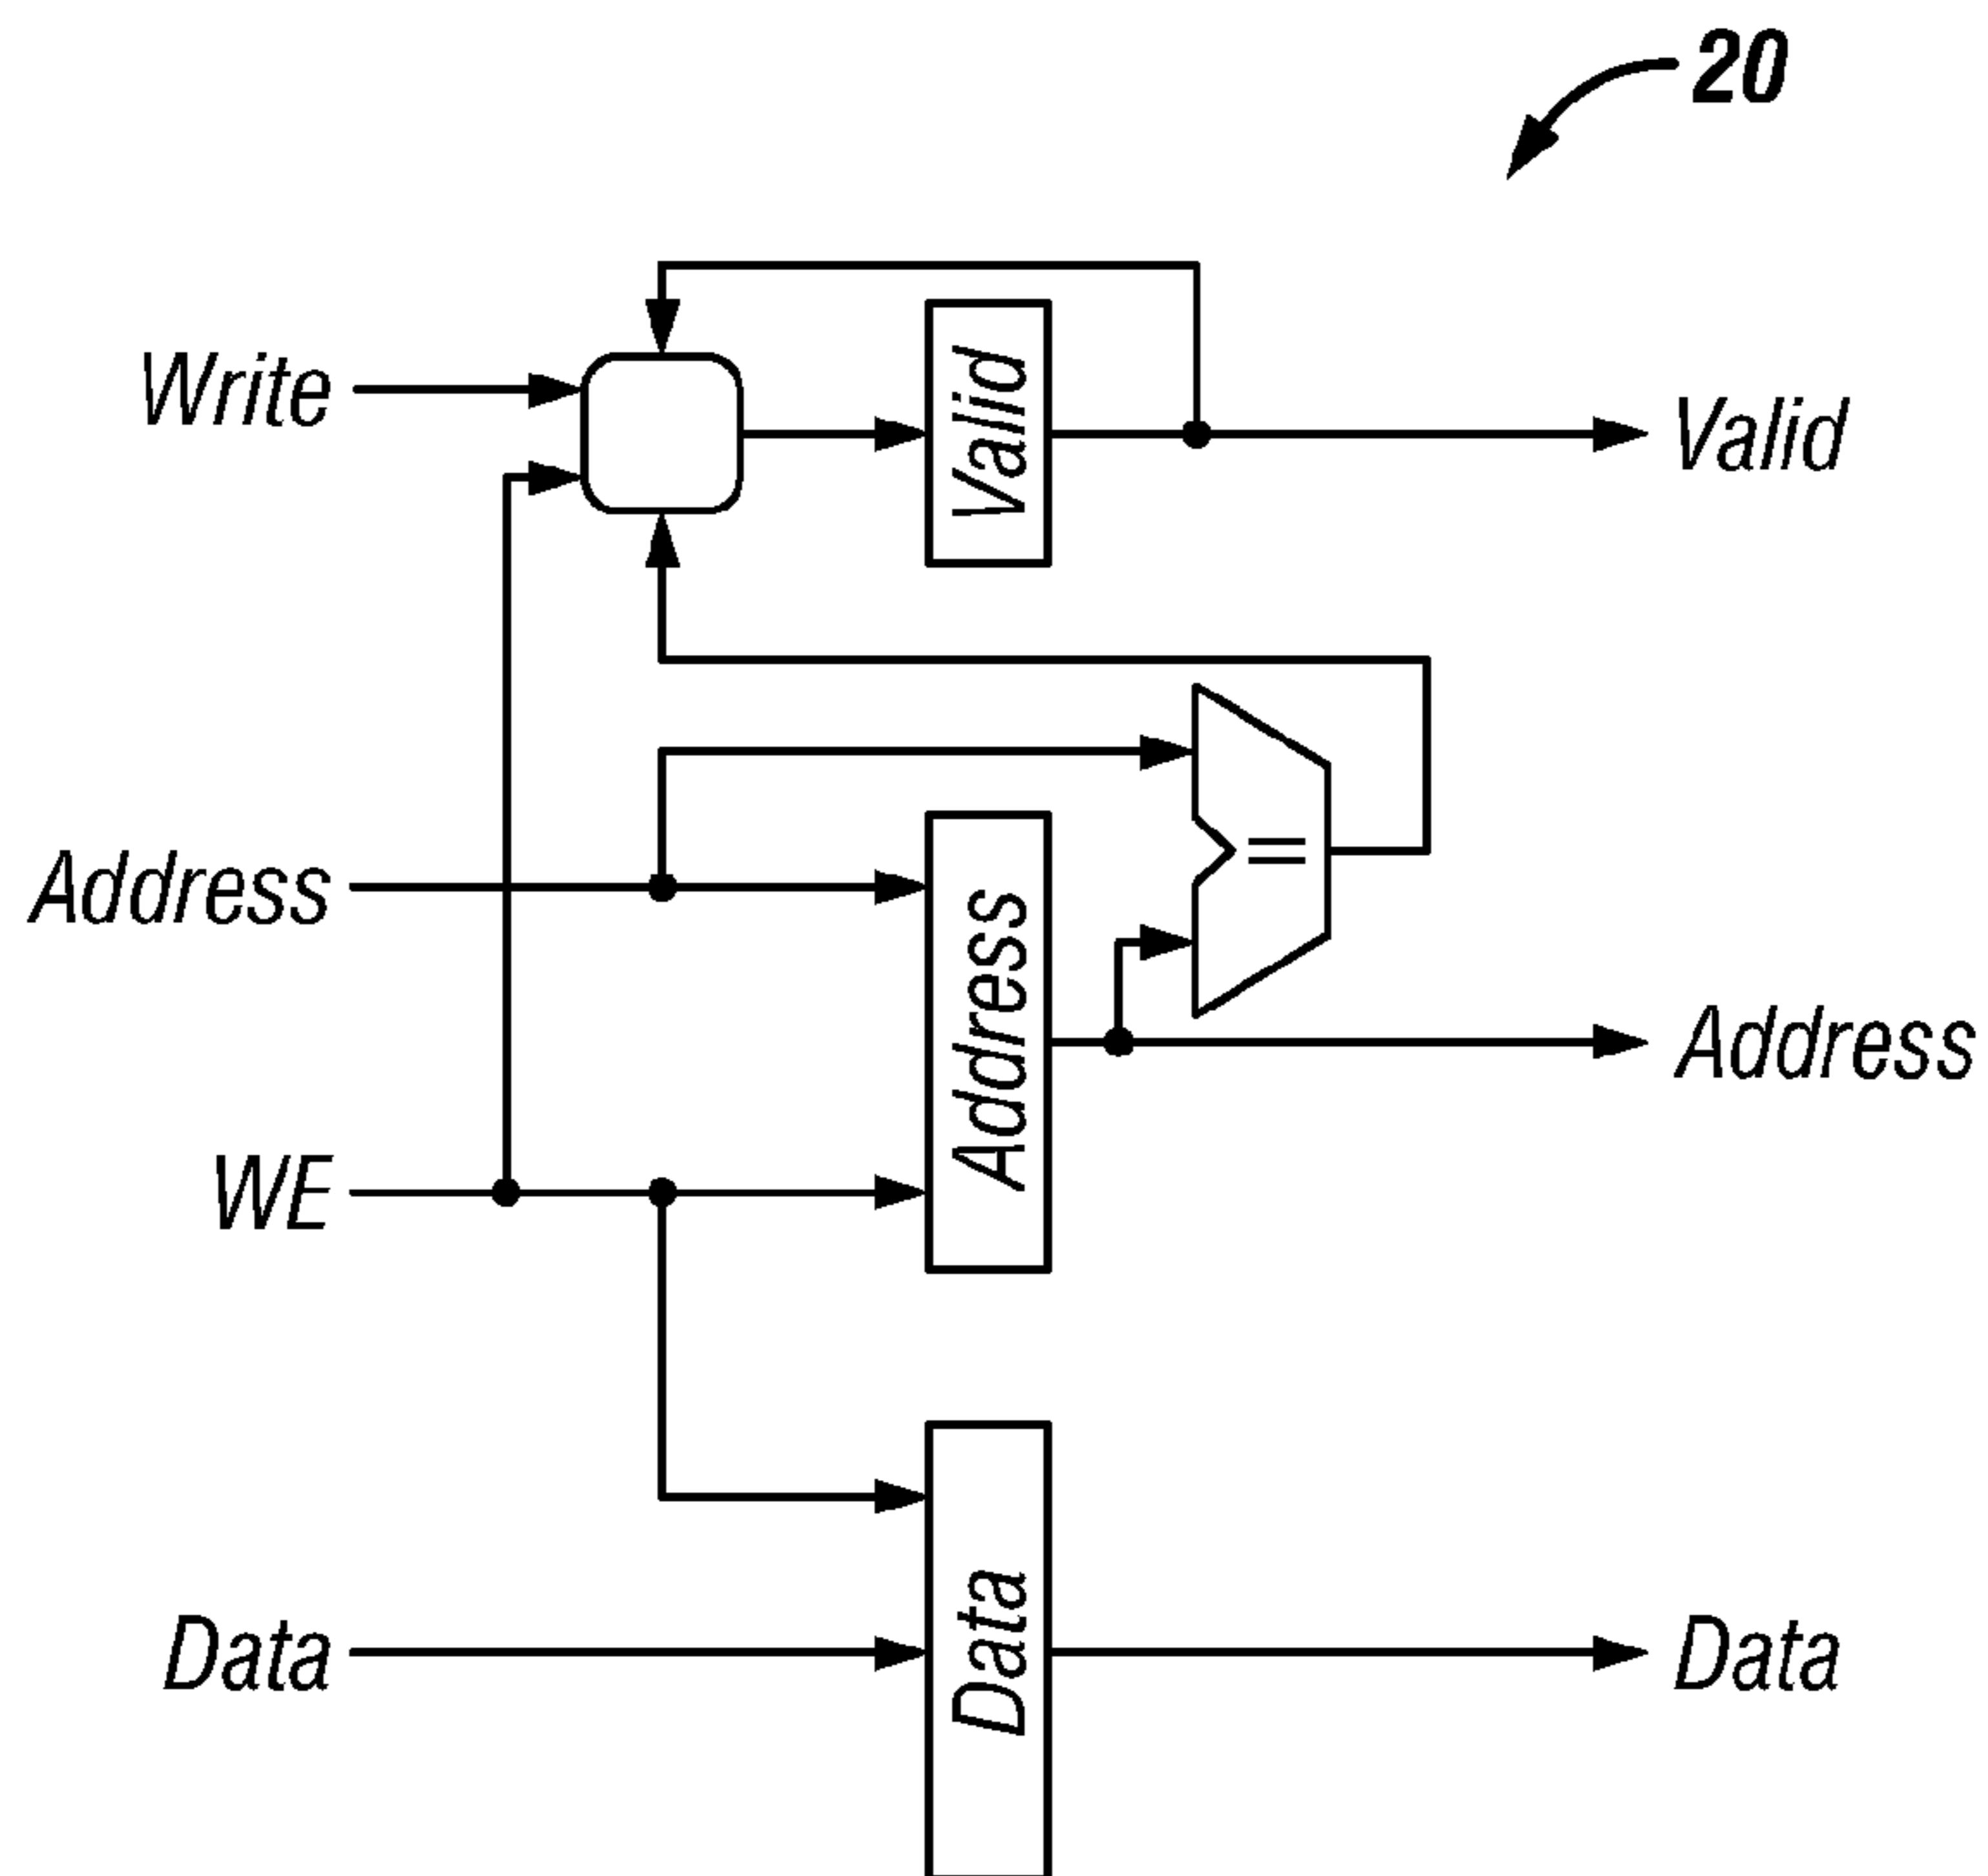 20
Write
Valid
Valid
=
Address
Address
Address
WE
Data
Data
Data